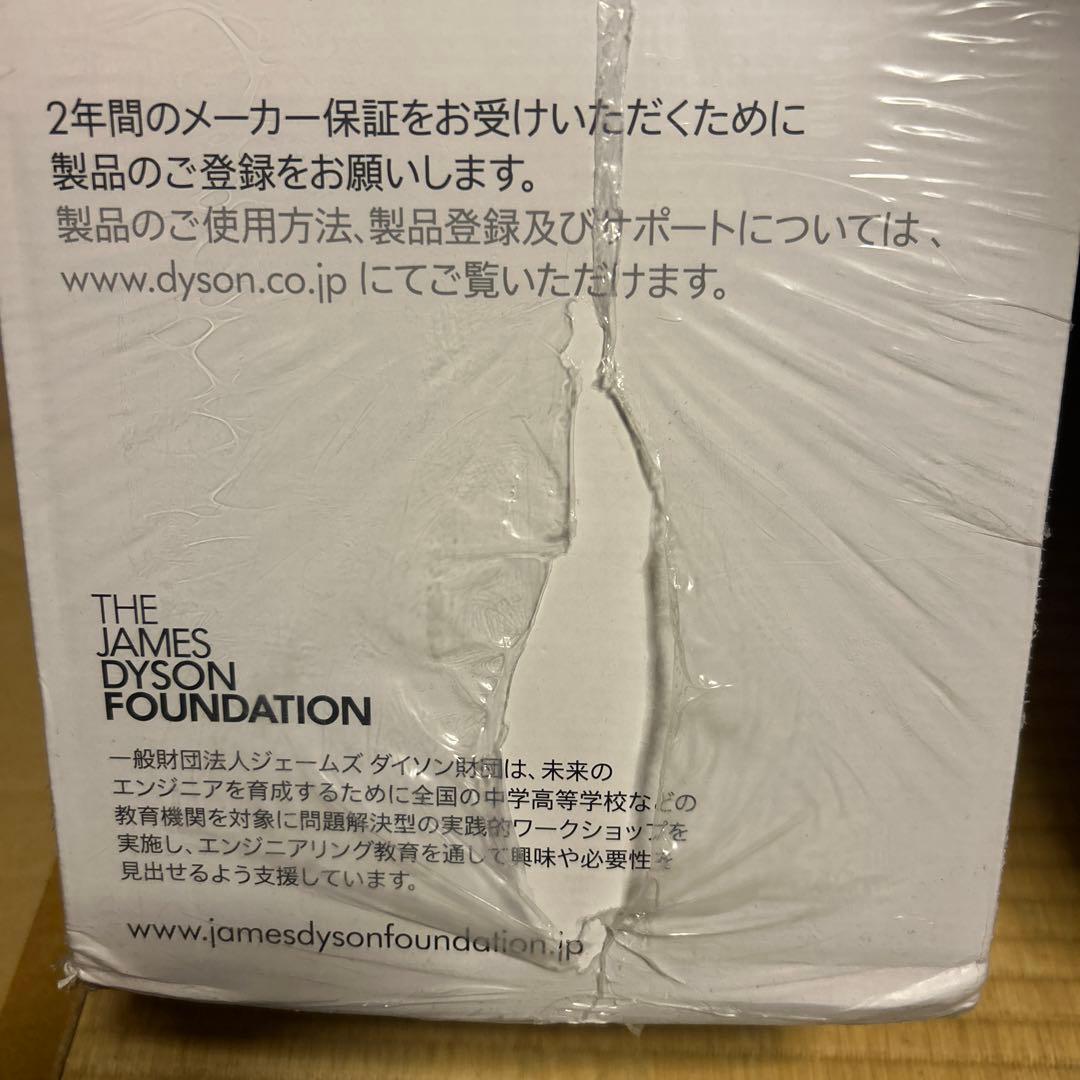 2年間のメーカー保証をお受けいただくために
製品のご登録をお願いします。
製品のご使用方法、製品登録及びサポートについては、
www.dyson.co.jp にてご覧いただけます。
THE
JAMES
DYSON
FOUNDATION
一般財団法人ジェームズ ダイソン財団は、未来の
エンジニアを育成するために全国の中学高等学校などの
教育機関を対象に問題解決型の実践的ワークショップを
実施し、エンジニアリング教育を通して興味や必要性を
見出せるよう支援しています。
www.jamesdysonfoundation.jp